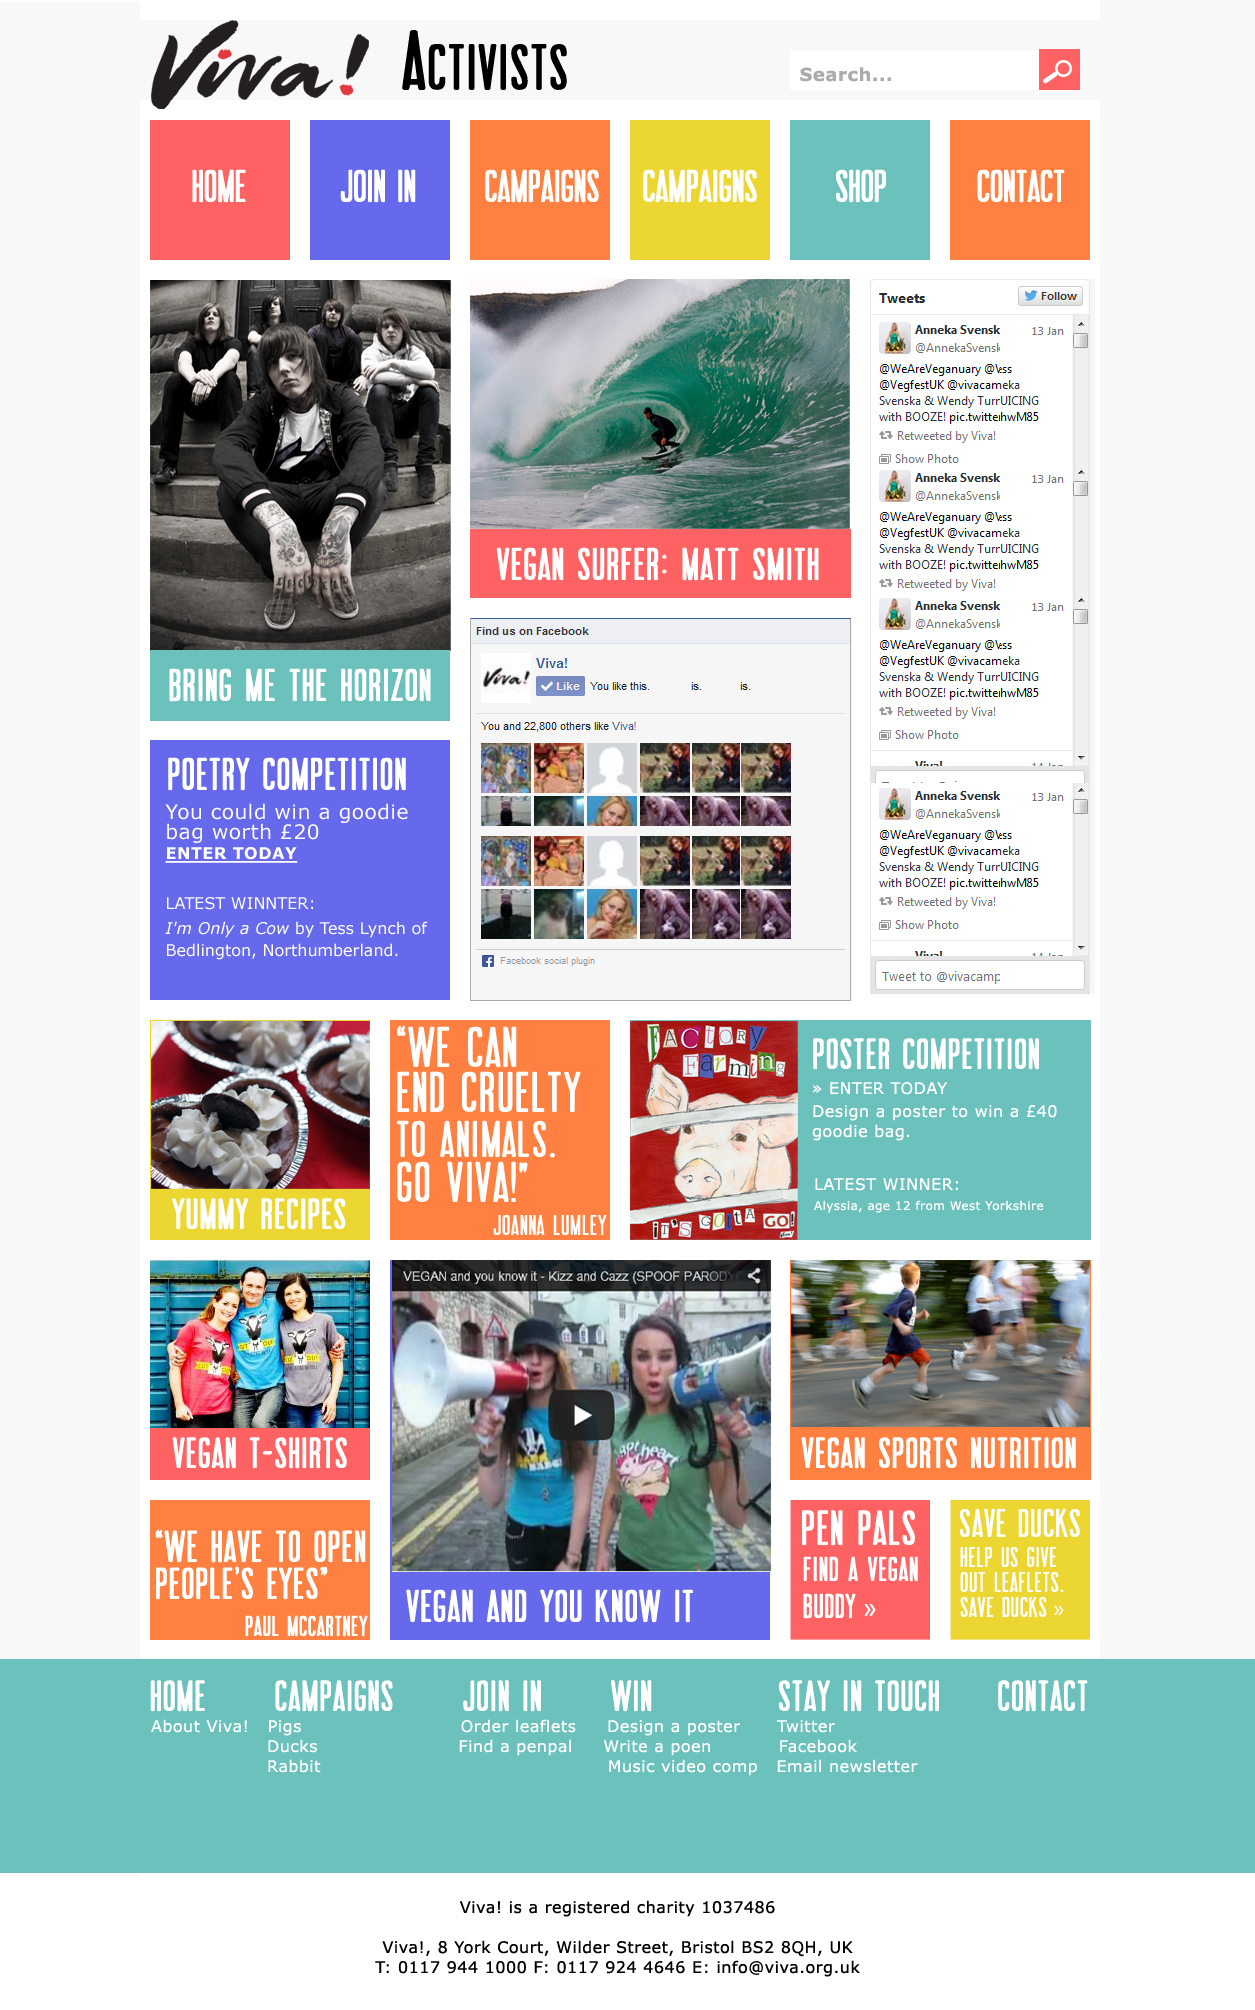 Viva! ACTIVISTS
Search...
HOME
JOIN IN
CAMPAIGNS
CAMPAIGNS
SHOP
CONTACT
BRING ME THE HORIZON
VEGAN SURFER: MATT SMITH
Tweets
Follow
Anneka Svensk
13 Jan
@AnnekaSvensk
@WeAreVeganuary @\ess
@VegfestUK @vivacameka
Svenska & Wendy TurrUICING
with BOOZE! pic.twittehwM85
Retweeted by Viva!
Show Photo
Anneka Svensk
13 Jan
@AnnekaSvensk
@WeAreVeganuary @\ess
@VegfestUK @vivacameka
Svenska & Wendy TurrUICING
with BOOZE! pic.twittehwM85
Retweeted by Viva!
Anneka Svensk
13 Jan
@AnnekaSvensk
@WeAreVeganuary @\ess
@VegfestUK @vivacameka
Svenska & Wendy TurrUICING
with BOOZE! pic.twittehwM85
Retweeted by Viva!
Show Photo
Anneka Svensk
13 Jan
@AnnekaSvensk
@WeAreVeganuary @\ess
@VegfestUK @vivacameka
Svenska & Wendy TurrUICING
with BOOZE! pic.twittehwM85
Retweeted by Viva!
Show Photo
Tweet to @vivacamp
Find us on Facebook
Viva!
Viva!
Like You like this. is. is.
You and 22,800 others like Viva!
Facebook social plugin
POETRY COMPETITION
You could win a goodie
bag worth £20
ENTER TODAY
LATEST WINNTER:
I'm Only a Cow by Tess Lynch of
Bedlington, Northumberland.
YUMMY RECIPES
“WE CAN
END CRUELTY
TO ANIMALS.
GO VIVA!”
JOANNA LUMLEY
FACtORY
FArming
it's GOTTA GO!
POSTER COMPETITION
» ENTER TODAY
Design a poster to win a £40
goodie bag.
LATEST WINNER:
Alyssia, age 12 from West Yorkshire
VEGAN T-SHIRTS
VEGAN and you know it - Kizz and Cazz (SPOOF PARODY
VEGAN AND YOU KNOW IT
VEGAN SPORTS NUTRITION
“WE HAVE TO OPEN
PEOPLE'S EYES”
PAUL MCCARTNEY
PEN PALS
FIND A VEGAN
BUDDY »
SAVE DUCKS
HELP US GIVE
OUT LEAFLETS.
SAVE DUCKS »
HOME
About Viva!
CAMPAIGNS
Pigs
Ducks
Rabbit
JOIN IN
Order leaflets
Find a penpal
WIN
Design a poster
Write a poen
Music video comp
STAY IN TOUCH
Twitter
Facebook
Email newsletter
CONTACT
Viva! is a registered charity 1037486
Viva!, 8 York Court, Wilder Street, Bristol BS2 8QH, UK
T: 0117 944 1000 F: 0117 924 4646 E: info@viva.org.uk